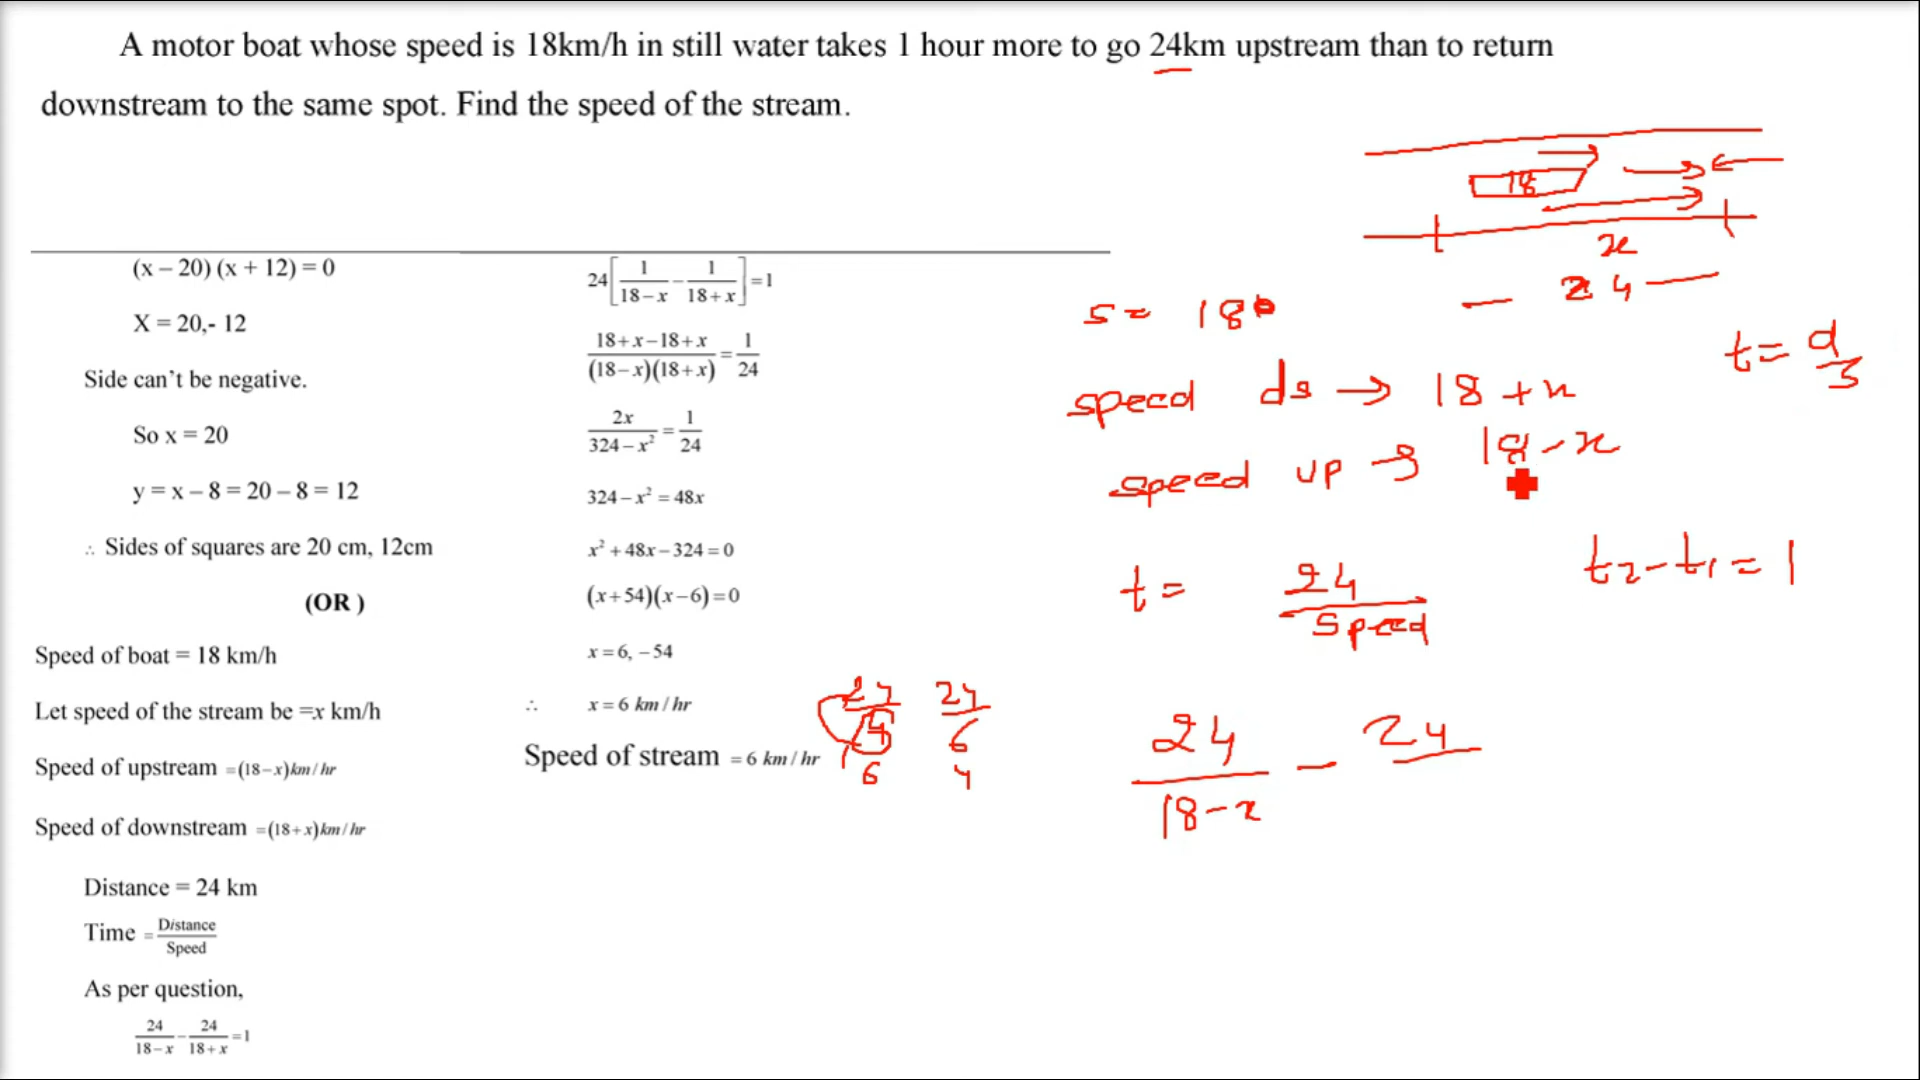 A motor boat whose speed is 18km/h in still water takes 1 hour more to go 24km upstream than to return
downstream to the same spot. Find the speed of the stream.
(x – 20) (x + 12) = 0
X = 20,- 12
Side can't be negative.
So x = 20
y = x – 8 = 20 – 8 = 12
∴ Sides of squares are 20 cm, 12cm
(OR )
Speed of boat = 18 km/h
Let speed of the stream be =x km/h
Speed of upstream =(18−x)km/hr
Speed of downstream =(18+x)km/hr
Distance = 24 km
Time = Distance/Speed
As per question,
24/18−x − 24/18+x =1
24[1/18−x − 1/18+x]=1
18+x−18+x/(18−x)(18+x) = 1/24
2x/324−x² = 1/24
324−x² = 48x
x² + 48x−324 = 0
(x+54)(x−6)=0
x = 6, −54
∴ x = 6 km/hr
Speed of stream = 6 km/hr
24/6
4
6
18
x
24
s = 18
t = d/s
speed ds → 18 + x
speed up → 18 - x
t = 24/Speed
t2 - t1 = 1
24/18-x - 24